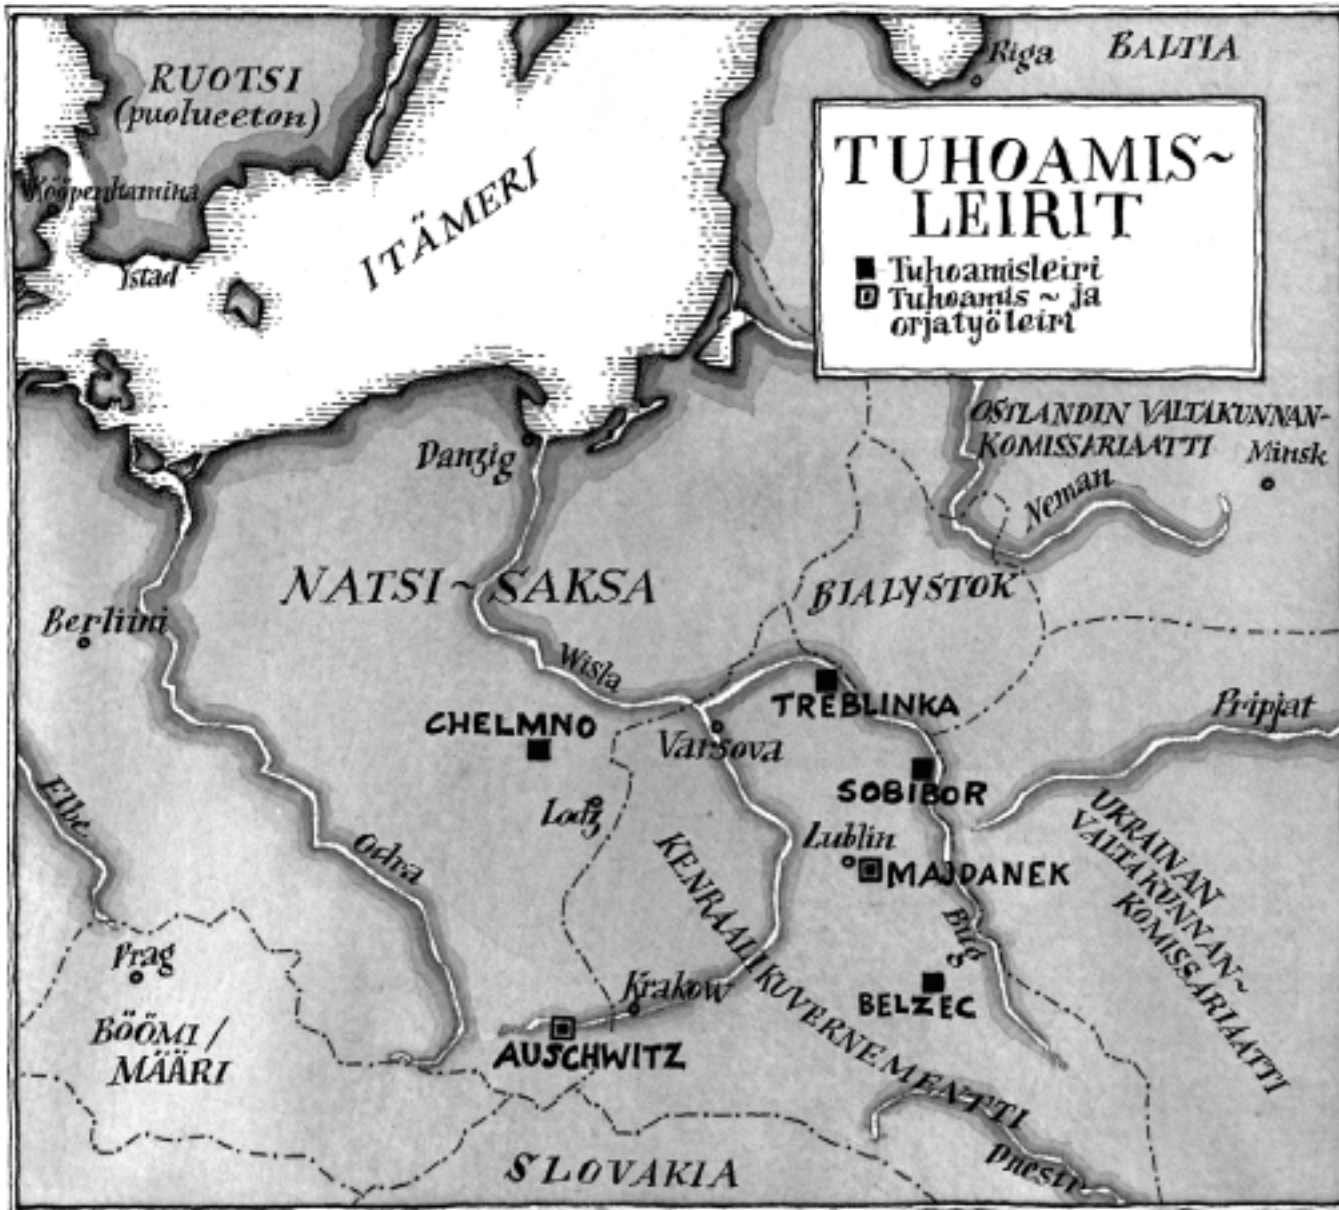 RUOTSI
(puolueeton)
Riga
BALTIA
TUHOAMIS~
LEIRIT
Tuhoamisleiri
Tuhoamis ~ ja
orjatyöleiri
Kööpenhamina
Istad
ITÄMERI
OSTLANDIN VALTAKUNNAN-
KOMISSARIAATTI
Minsk
Danzig
Neman
NATSI ~ SAKSA
BIALYSTOK
Berliini
Wisla
TREBLINKA
Pripjat
CHELMNO
Varsova
SOBIBOR
Elbe
Lodz
Odra
Lublin
MAJDANEK
UKRAINAN
VALTAKUNNAN~
KOMISSARIAATTI
KENRAALIKUVERNEMENTTI
Bug
Prag
Krakow
BELZEC
BÖÖMI/
MÄÄRI
AUSCHWITZ
SLOVAKIA
Dnestr